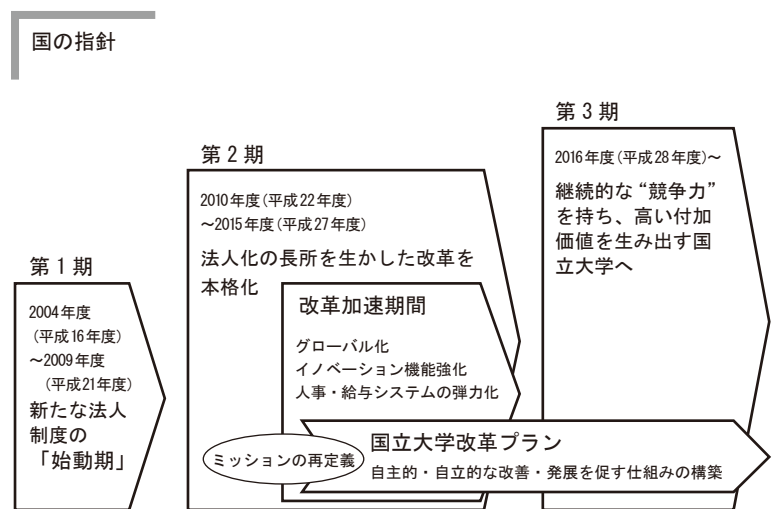 国の指針
第1期
2004年度
(平成16年度)
～2009年度
(平成21年度)
新たな法人
制度の
「始動期」
第2期
2010年度(平成22年度)
～2015年度(平成27年度)
法人化の長所を生かした改革を
本格化
改革加速期間
グローバル化
イノベーション機能強化
人事・給与システムの弾力化
ミッションの再定義
国立大学改革プラン
自主的・自立的な改善・発展を促す仕組みの構築
第3期
2016年度(平成28年度)～
継続的な“競争力”
を持ち、高い付加
価値を生み出す国
立大学へ